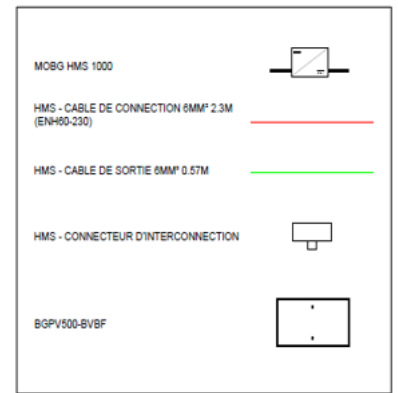 MOBG HMS 1000
HMS - CABLE DE CONNECTION 6MM² 2.3M
(ENH60-230)
HMS - CABLE DE SORTIE 6MM² 0.57M
HMS - CONNECTEUR D'INTERCONNECTION
BGPV500-BVBF